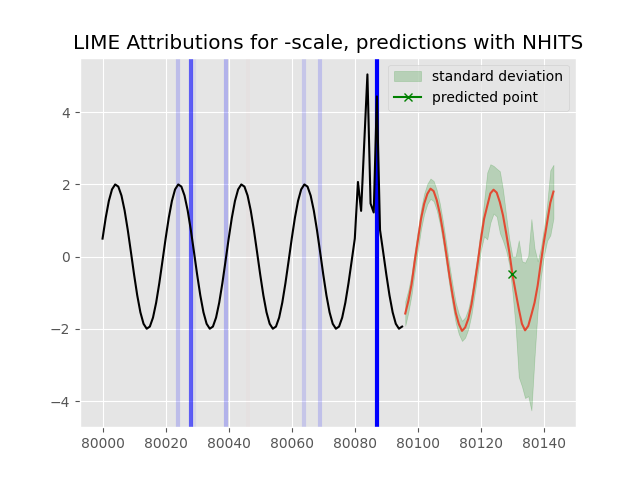 LIME Attributions for -scale, predictions with NHITS
standard deviation
predicted point
4
2
0
−2
−4
80000 80020 80040 80060 80080 80100 80120 80140